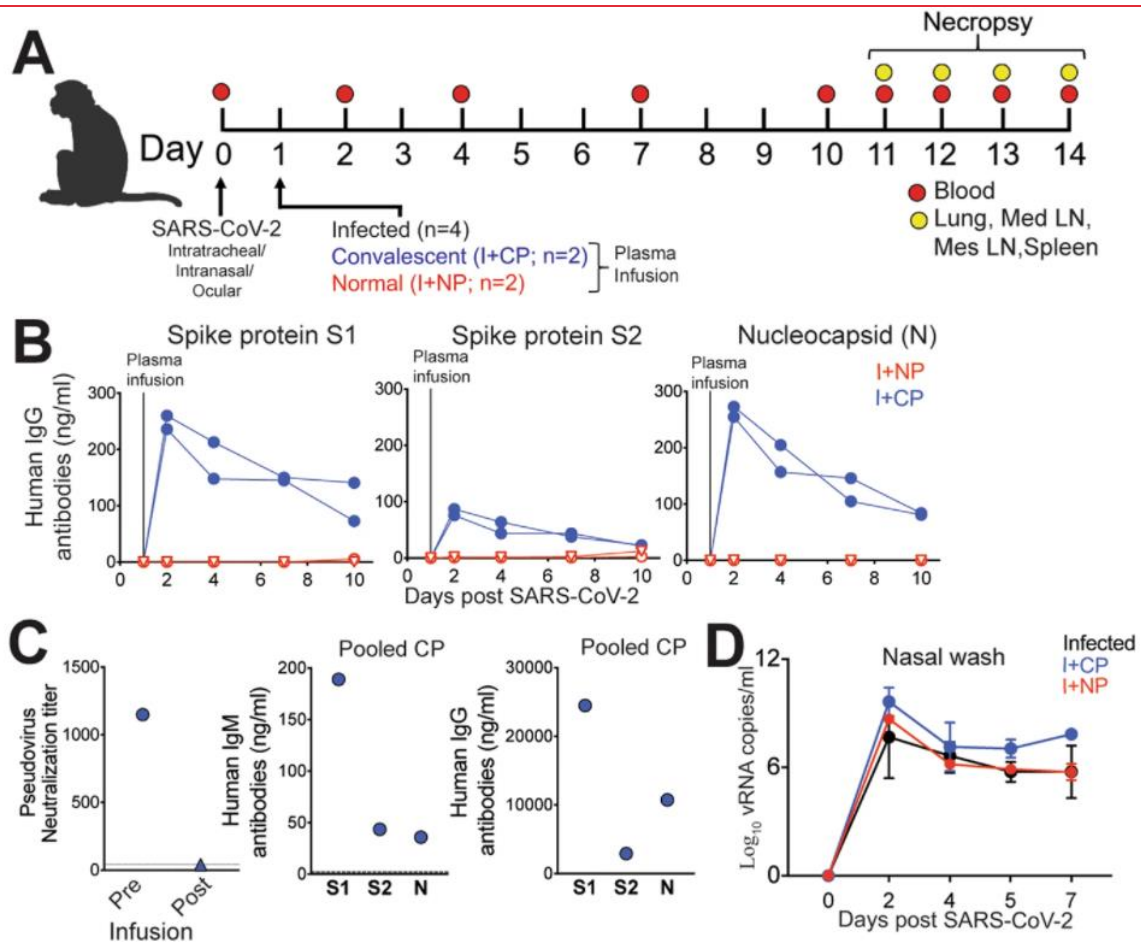 A
Necropsy
Day 0 1 2 3 4 5 6 7 8 9 10 11 12 13 14
SARS-CoV-2
Intratracheal/
Intranasal/
Ocular
Infected (n=4)
Convalescent (I+CP; n=2)
Normal (I+NP; n=2)
Plasma
Infusion
Blood
Lung, Med LN,
Mes LN,Spleen
B
Spike protein S1
Spike protein S2
Nucleocapsid (N)
Plasma
infusion
Plasma
infusion
Plasma
infusion
I+NP
I+CP
Human IgG
antibodies (ng/ml)
300
200
100
0
0 2 4 6 8 10
300
200
100
0
0 2 4 6 8 10
300
200
100
0
0 2 4 6 8 10
Days post SARS-CoV-2
C
Pseudovirus
Neutralization titer
1500
1000
500
0
Pre
Post
Infusion
Pooled CP
Human IgM
antibodies (ng/ml)
200
150
100
50
0
S1 S2 N
Pooled CP
Human IgG
antibodies (ng/ml)
30000
20000
10000
0
S1 S2 N
D
Nasal wash
Infected
I+CP
I+NP
Log10 vRNA copies/ml
12
6
0
0 2 4 5 7
Days post SARS-CoV-2